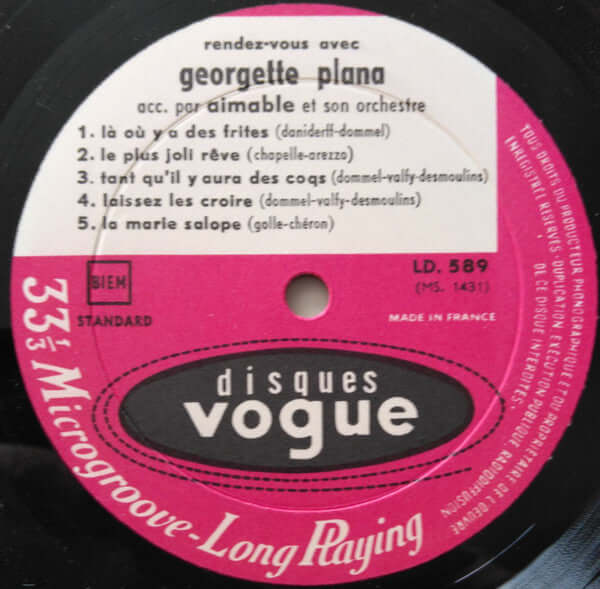 rendez-vous avec
georgette plana
acc. par aimable et son orchestre
1. là où y a des frites (daniderff-dommel)
2. le plus joli rêve (chapelle-arezzo)
3. tant qu'il y aura des coqs (dommel-valfy-desmoulins)
4. laissez les croire (dommel-valfy-desmoulins)
5. la marie salope (golle-chéron)
BIEM
STANDARD
LD. 589
(MS. 1431)
MADE IN FRANCE
disques
vogue
33 1/3 Microgroove-Long Playing
TOUS DROITS DU PRODUCTEUR PHONOGRAPHIQUE ET DU PROPRIÉTAIRE DE L'OEUVRE
ENREGISTRÉE RÉSERVÉS · DUPLICATION EXÉCUTION PUBLIQUE RADIODIFFUSION
DE CE DISQUE INTERDITES.